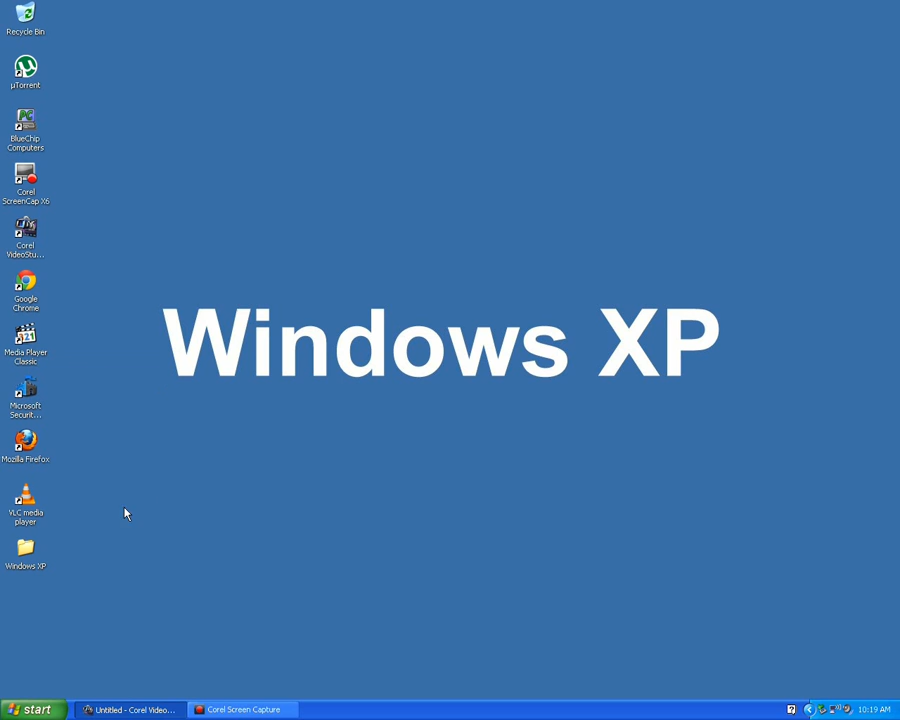 Recycle Bin
µTorrent
BlueChip
Computers
Corel
ScreenCap X6
Corel
VideoStu...
Google
Chrome
Media Player
Classic
Microsoft
Securit...
Mozilla Firefox
VLC media
player
Windows XP
Windows XP
start
Untitled - Corel Video...
Corel Screen Capture
10:19 AM